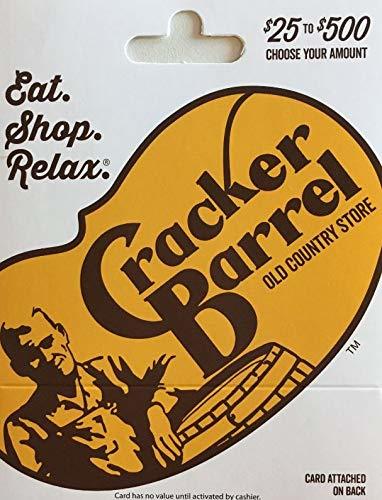 $25 TO $500
CHOOSE YOUR AMOUNT
Eat.
Shop.
Relax.®
Cracker
Barrel
OLD COUNTRY STORE
TM
CARD ATTACHED
ON BACK
Card has no value until activated by cashier.